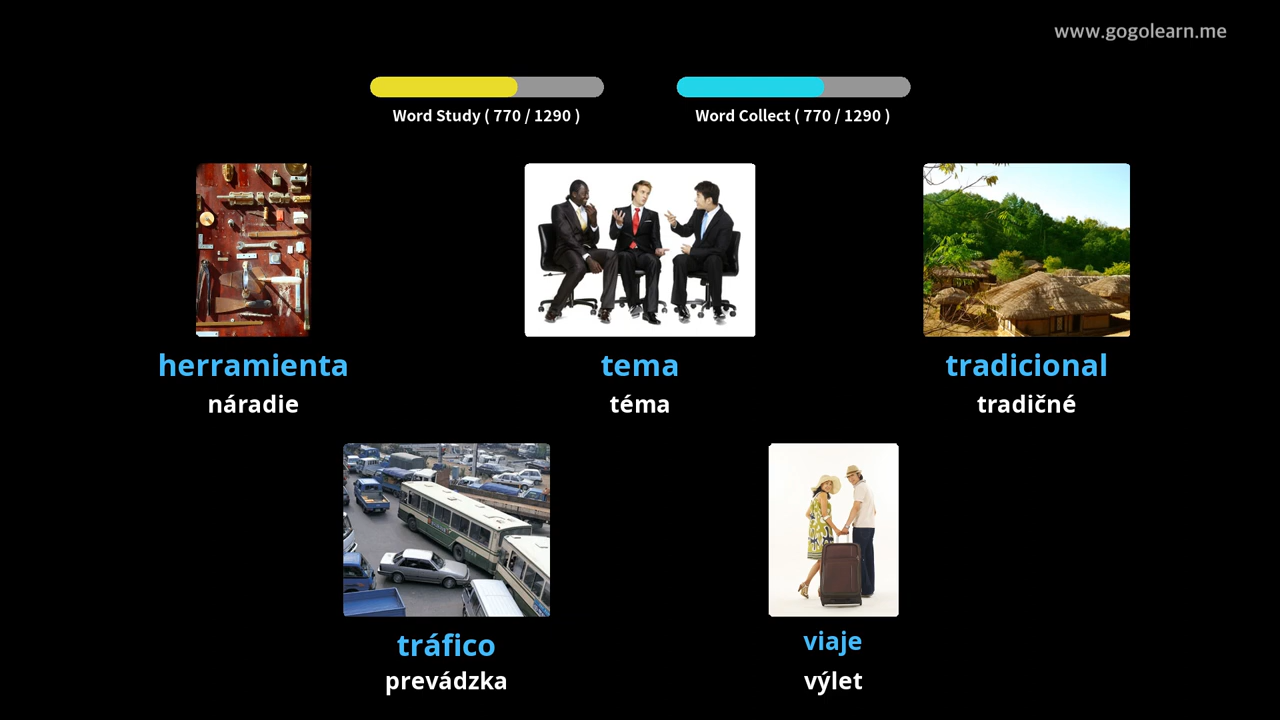 www.gogolearn.me
Word Study ( 770 / 1290 )
Word Collect ( 770 / 1290 )
herramienta
náradie
tema
téma
tradicional
tradičné
tráfico
prevádzka
viaje
výlet